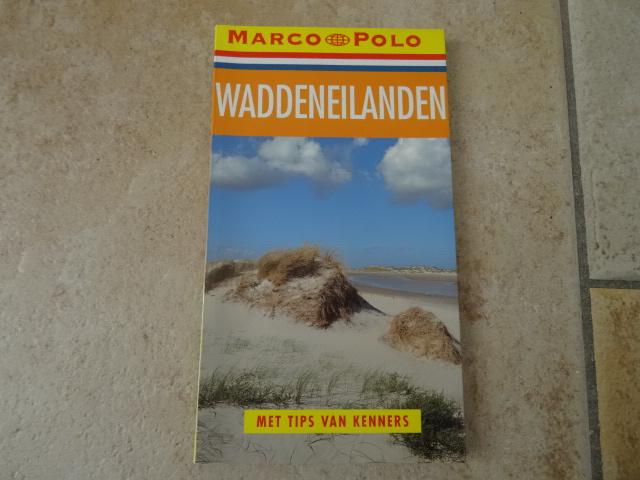 MARCO POLO
WADDENEILANDEN
MET TIPS VAN KENNERS